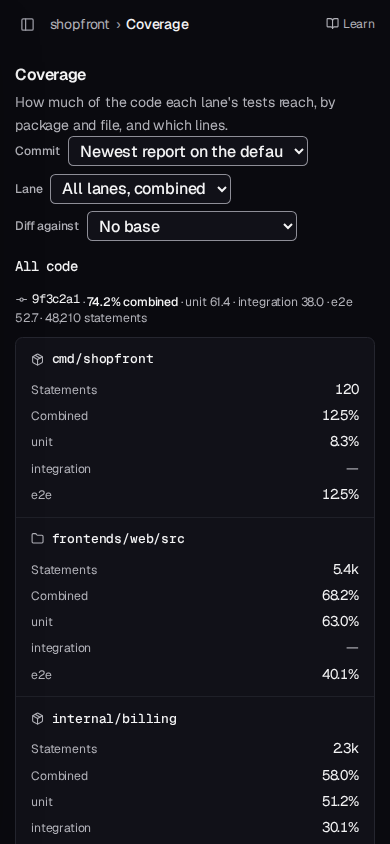 shopfront › Coverage
Learn
Coverage
How much of the code each lane's tests reach, by
package and file, and which lines.
Commit Newest report on the defau
Lane All lanes, combined
Diff against No base
All code
9f3c2a1 · 74.2% combined · unit 61.4 · integration 38.0 · e2e
52.7 · 48,210 statements
cmd/shopfront
Statements 120
Combined 12.5%
unit 8.3%
integration —
e2e 12.5%
frontends/web/src
Statements 5.4k
Combined 68.2%
unit 63.0%
integration —
e2e 40.1%
internal/billing
Statements 2.3k
Combined 58.0%
unit 51.2%
integration 30.1%